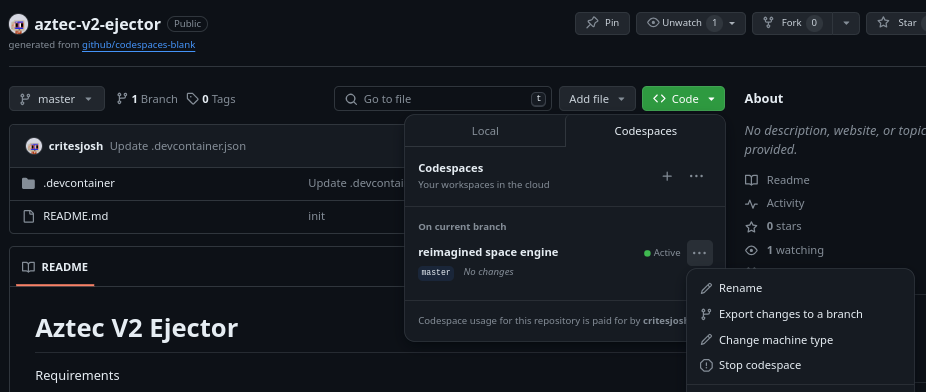 aztec-v2-ejector Public
Pin
Unwatch 1
Fork 0
Star
generated from github/codespaces-blank
master
1 Branch
0 Tags
Go to file t
Add file
Code
About
No description, website, or topic
provided.
Readme
Activity
0 stars
1 watching
critesjosh Update .devcontainer.json
.devcontainer Update .devcontai
README.md init
README
Aztec V2 Ejector
Requirements
Local Codespaces
Codespaces
Your workspaces in the cloud
On current branch
reimagined space engine Active
master No changes
Codespace usage for this repository is paid for by critesjosh
Rename
Export changes to a branch
Change machine type
Stop codespace